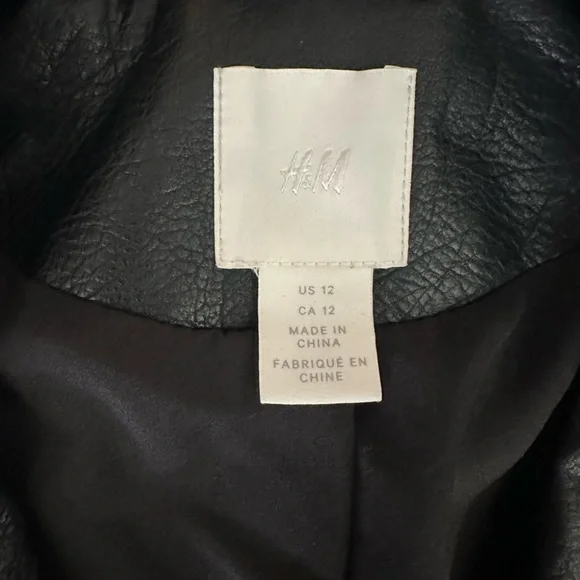 H&M
US 12
CA 12
MADE IN
CHINA
FABRIQUÉ EN
CHINE